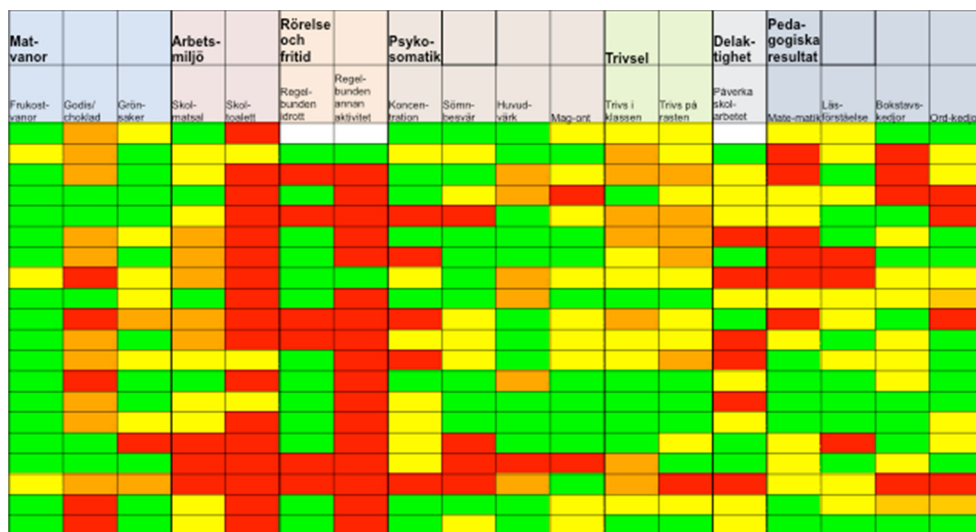 Mat-
vanor
Arbets-
miljö
Rörelse
och
fritid
Psyko-
somatik
Trivsel
Delak-
tighet
Peda-
gogiska
resultat
Frukost-
vanor
Godis/
choklad
Grön-
saker
Skol-
matsal
Skol-
toalett
Regel-
bunden
idrott
Regel-
bunden
annan
aktivitet
Koncen-
tration
Sömn-
besvär
Huvud-
värk
Mag-ont
Trivs i
klassen
Trivs på
rasten
Påverka
skol-
arbetet
Mate-matik
Läs-
förståelse
Bokstavs-
kedjor
Ord-kedjor